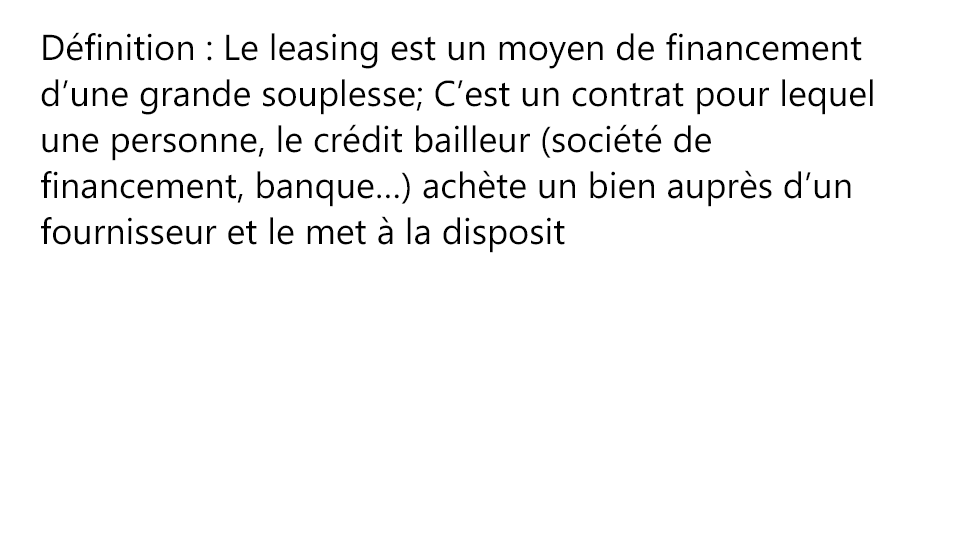 Définition : Le leasing est un moyen de financement
d’une grande souplesse; C’est un contrat pour lequel
une personne, le crédit bailleur (société de
financement, banque…) achète un bien auprès d’un
fournisseur et le met à la disposit